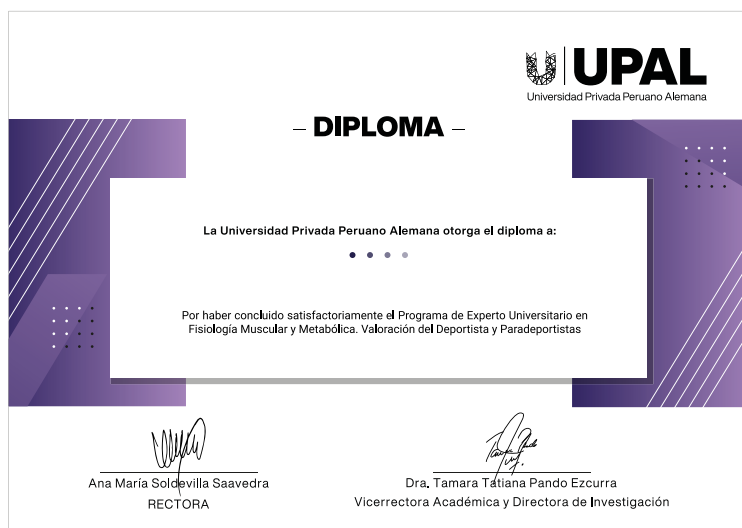 UPAL
Universidad Privada Peruano Alemana
– DIPLOMA –
La Universidad Privada Peruano Alemana otorga el diploma a:
Por haber concluido satisfactoriamente el Programa de Experto Universitario en
Fisiología Muscular y Metabólica. Valoración del Deportista y Paradeportistas
Ana María Soldevilla Saavedra
RECTORA
Dra. Tamara Tatiana Pando Ezcurra
Vicerrectora Académica y Directora de Investigación